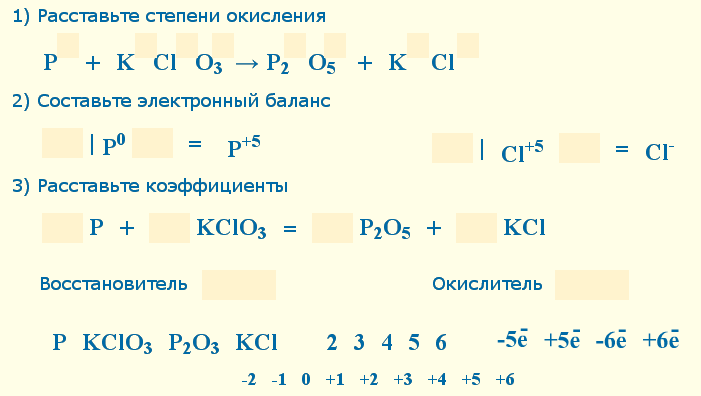 1) Расставьте степени окисления
P + K Cl O₃ → P₂ O₅ + K Cl
2) Составьте электронный баланс
| P⁰ = P⁺⁵ | Cl⁺⁵ = Cl⁻
3) Расставьте коэффициенты
P + KClO₃ = P₂O₅ + KCl
Восстановитель Окислитель
P KClO₃ P₂O₃ KCl 2 3 4 5 6 -5ē +5ē -6ē +6ē
-2 -1 0 +1 +2 +3 +4 +5 +6